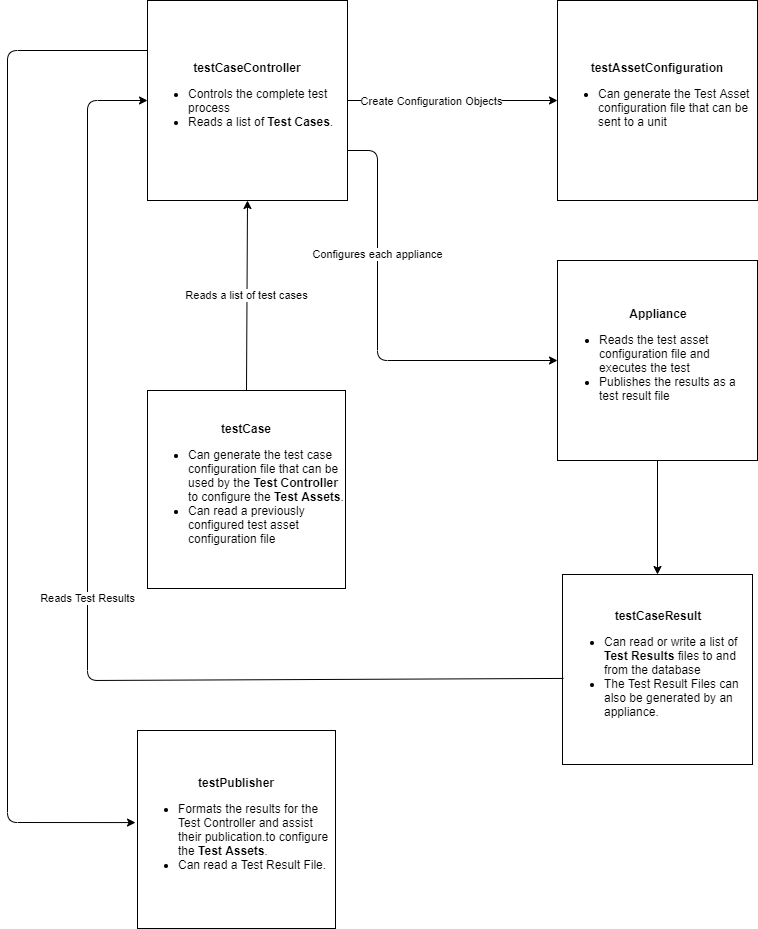 testCaseController
Controls the complete test
process
Reads a list of Test Cases.
Create Configuration Objects
testAssetConfiguration
Can generate the Test Asset
configuration file that can be
sent to a unit
Configures each appliance
Reads a list of test cases
Appliance
Reads the test asset
configuration file and
executes the test
Publishes the results as a
test result file
testCase
Can generate the test case
configuration file that can be
used by the Test Controller
to configure the Test Assets.
Can read a previously
configured test asset
configuration file
Reads Test Results
testCaseResult
Can read or write a list of
Test Results files to and
from the database
The Test Result Files can
also be generated by an
appliance.
testPublisher
Formats the results for the
Test Controller and assist
their publication.to configure
the Test Assets.
Can read a Test Result File.